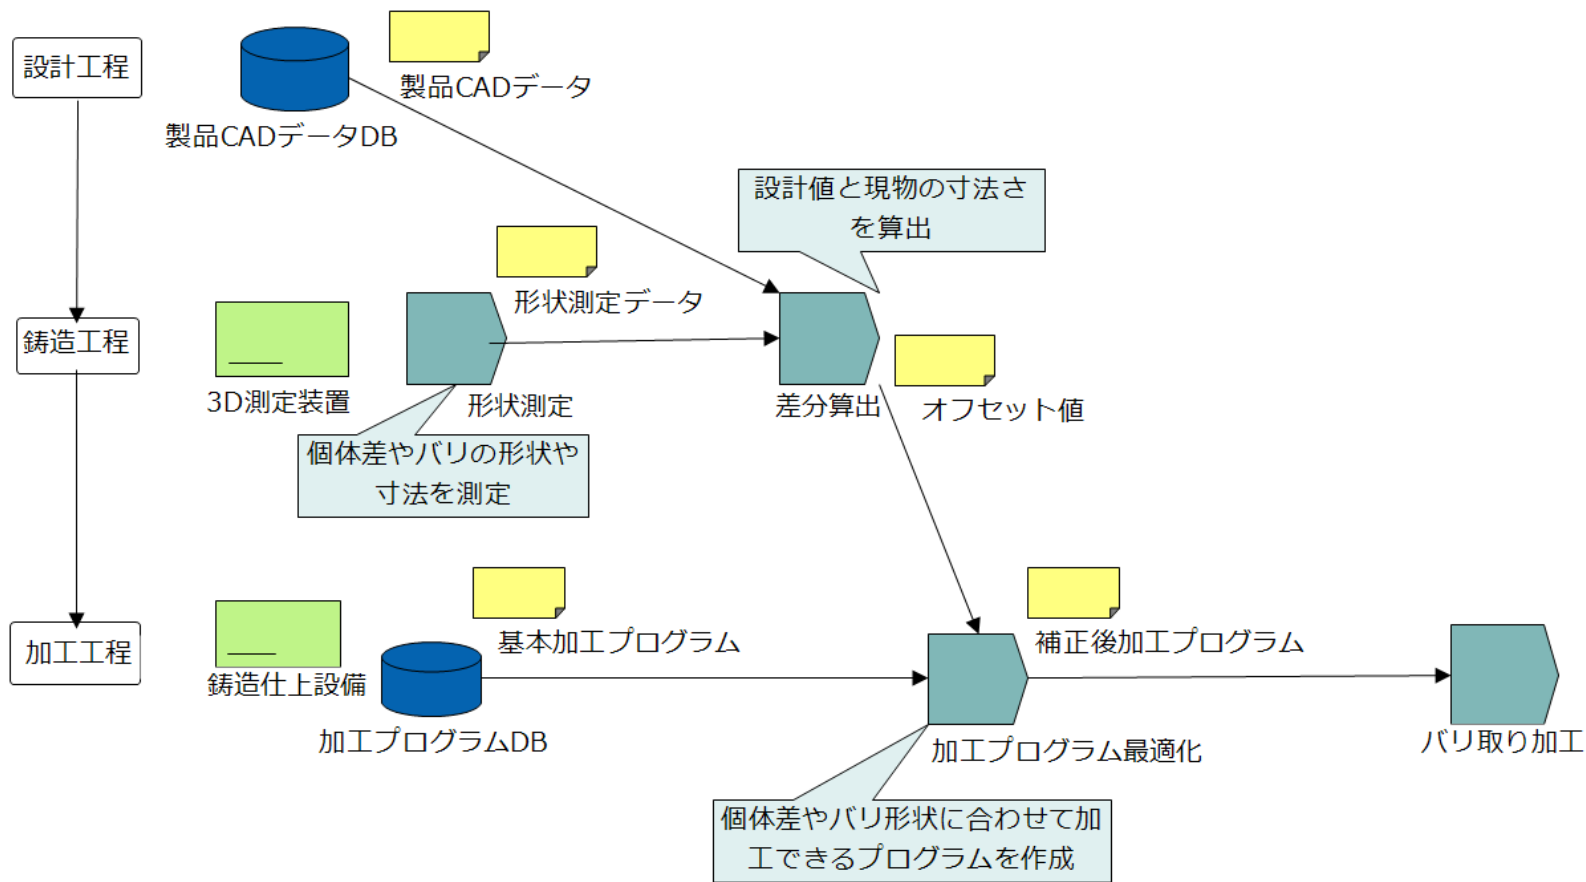 設計工程
製品CADデータ
製品CADデータDB
設計値と現物の寸法さ
を算出
形状測定データ
鋳造工程
3D測定装置
形状測定
差分算出
オフセット値
個体差やバリの形状や
寸法を測定
加工工程
基本加工プログラム
補正後加工プログラム
鋳造仕上設備
加工プログラムDB
加工プログラム最適化
バリ取り加工
個体差やバリ形状に合わせて加
工できるプログラムを作成